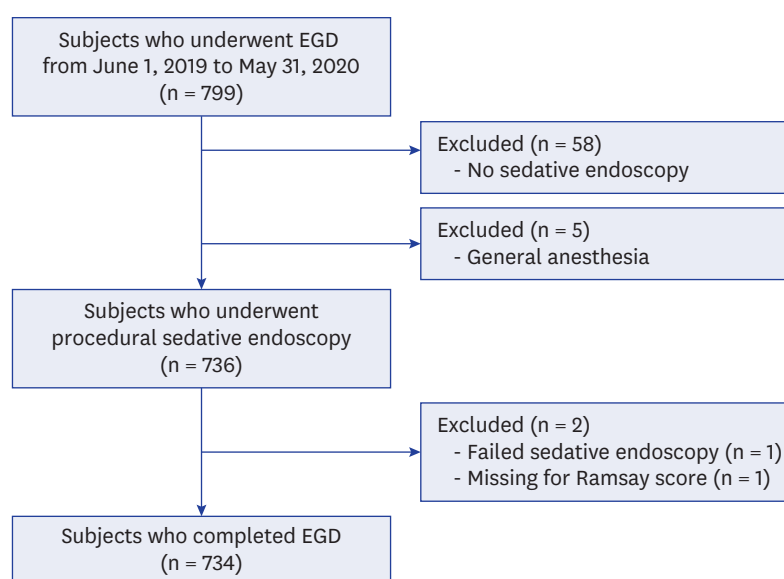 Subjects who underwent EGD
from June 1, 2019 to May 31, 2020
(n = 799)
Excluded (n = 58)
- No sedative endoscopy
Excluded (n = 5)
- General anesthesia
Subjects who underwent
procedural sedative endoscopy
(n = 736)
Excluded (n = 2)
- Failed sedative endoscopy (n = 1)
- Missing for Ramsay score (n = 1)
Subjects who completed EGD
(n = 734)